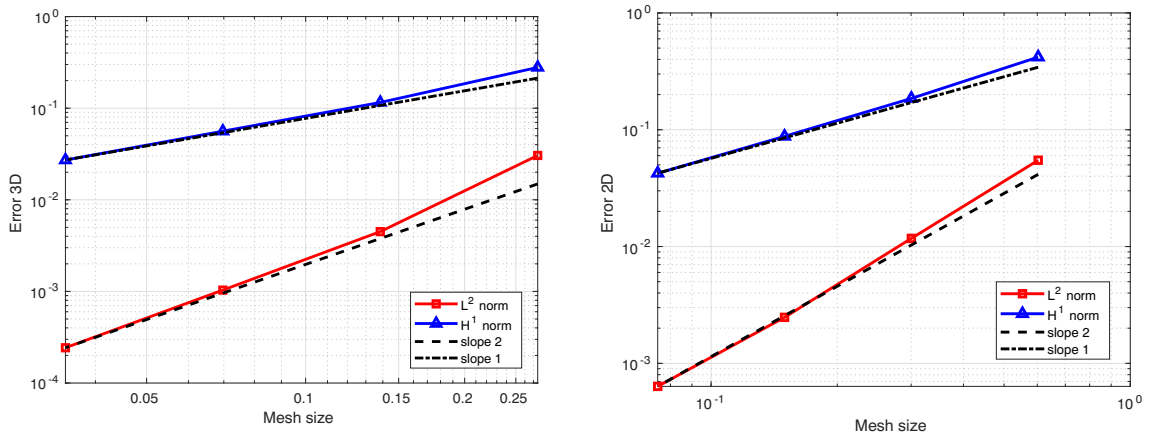 10^0
10^-1
10^-2
10^-3
10^-4
Error 3D
0.05
0.1
0.15
0.2
0.25
Mesh size
L^2 norm
H^1 norm
slope 2
slope 1
10^0
10^-1
10^-2
10^-3
Error 2D
10^-1
10^0
Mesh size
L^2 norm
H^1 norm
slope 2
slope 1